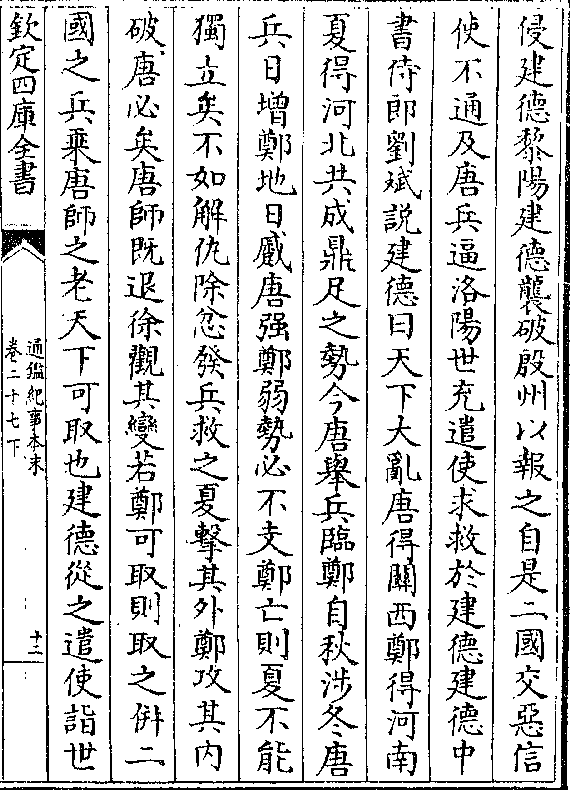 侵建德黎陽建德襲破殷州以報之自是二國交惡信
使不通及唐兵逼洛陽世充遣使求救於建德建德中
書侍郎劉斌説建德曰天下大亂唐得關西鄭得河南
夏得河北共成鼎足之勢今唐舉兵臨鄭自秋涉冬唐
兵日增鄭地日蹙唐强鄭弱勢必不支鄭亡則夏不能
獨立矣不如解仇除忿發兵救之夏擊其外鄭攻其内
破唐必矣唐師既退徐觀其變若鄭可取則取之併二
國之兵乘唐師之老天下可取也建德從之遣使詣世
欽定四庫全書
通鑑紀事本末
卷二十七下
十三